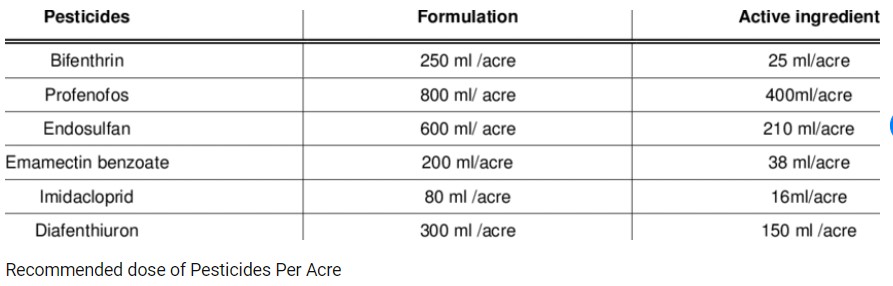 Pesticides Formulation Active ingredient
Bifenthrin 250 ml /acre 25 ml/acre
Profenofos 800 ml/ acre 400ml/acre
Endosulfan 600 ml/ acre 210 ml/acre
Emamectin benzoate 200 ml/acre 38 ml/acre
Imidacloprid 80 ml /acre 16ml/acre
Diafenthiuron 300 ml /acre 150 ml /acre
Recommended dose of Pesticides Per Acre